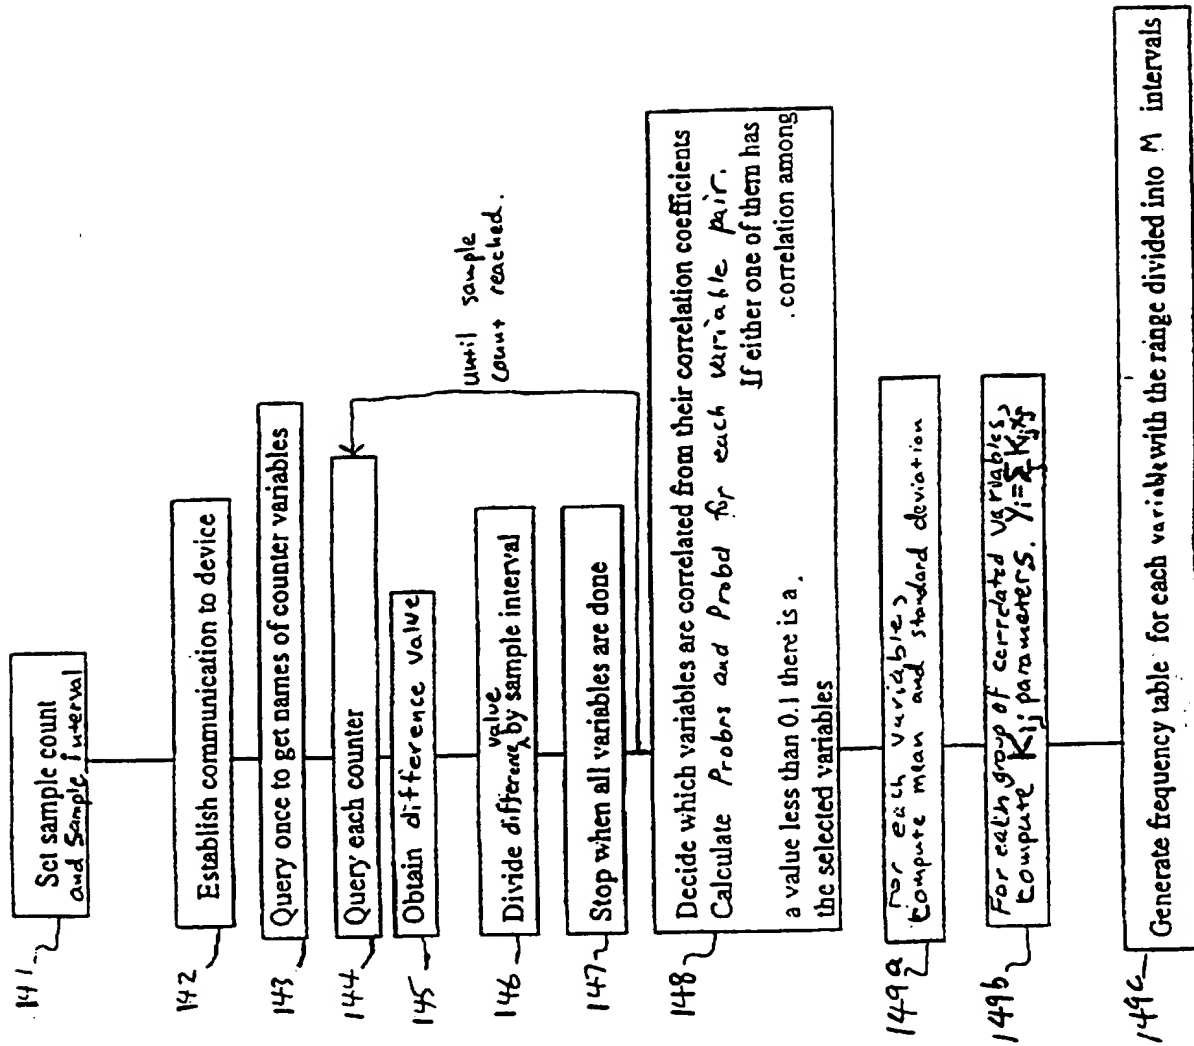 141
Set sample count
and sample interval
142
Establish communication to device
143
Query once to get names of counter variables
144
Query each counter
until sample
count reached.
145
Obtain difference value
146
value
Divide difference by sample interval
147
Stop when all variables are done
148
Decide which variables are correlated from their correlation coefficients
Calculate Probrs and Probd for each variable pair.
If either one of them has
a value less than 0.1 there is a . correlation among
the selected variables
149a
For each variable,
compute mean and standard deviation
149b
For each group of correlated variables,
compute Kij parameters. Yi=ΣKijXj
149c
Generate frequency table for each variable with the range divided into M intervals